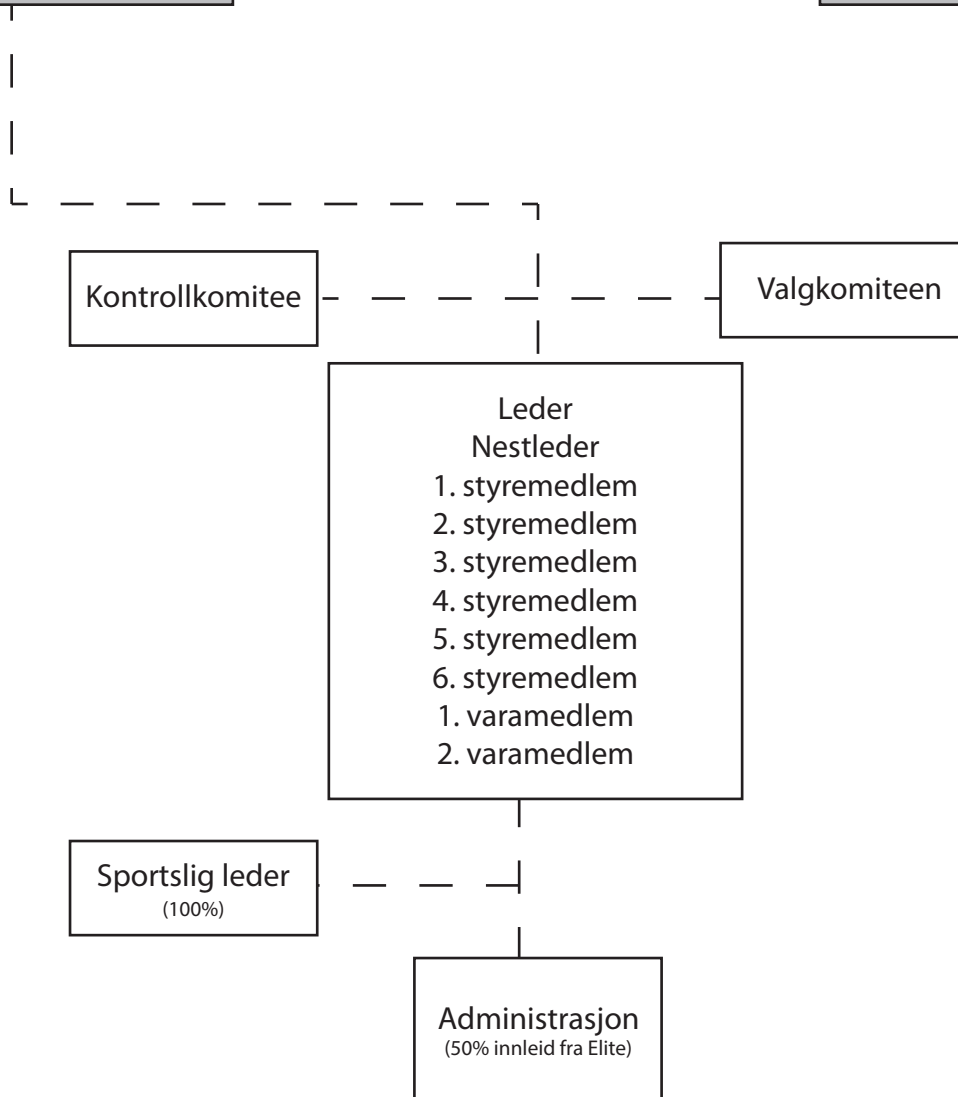 Kontrollkomitee
Valgkomiteen
Leder
Nestleder
1. styremedlem
2. styremedlem
3. styremedlem
4. styremedlem
5. styremedlem
6. styremedlem
1. varamedlem
2. varamedlem
Sportslig leder
(100%)
Administrasjon
(50% innleid fra Elite)